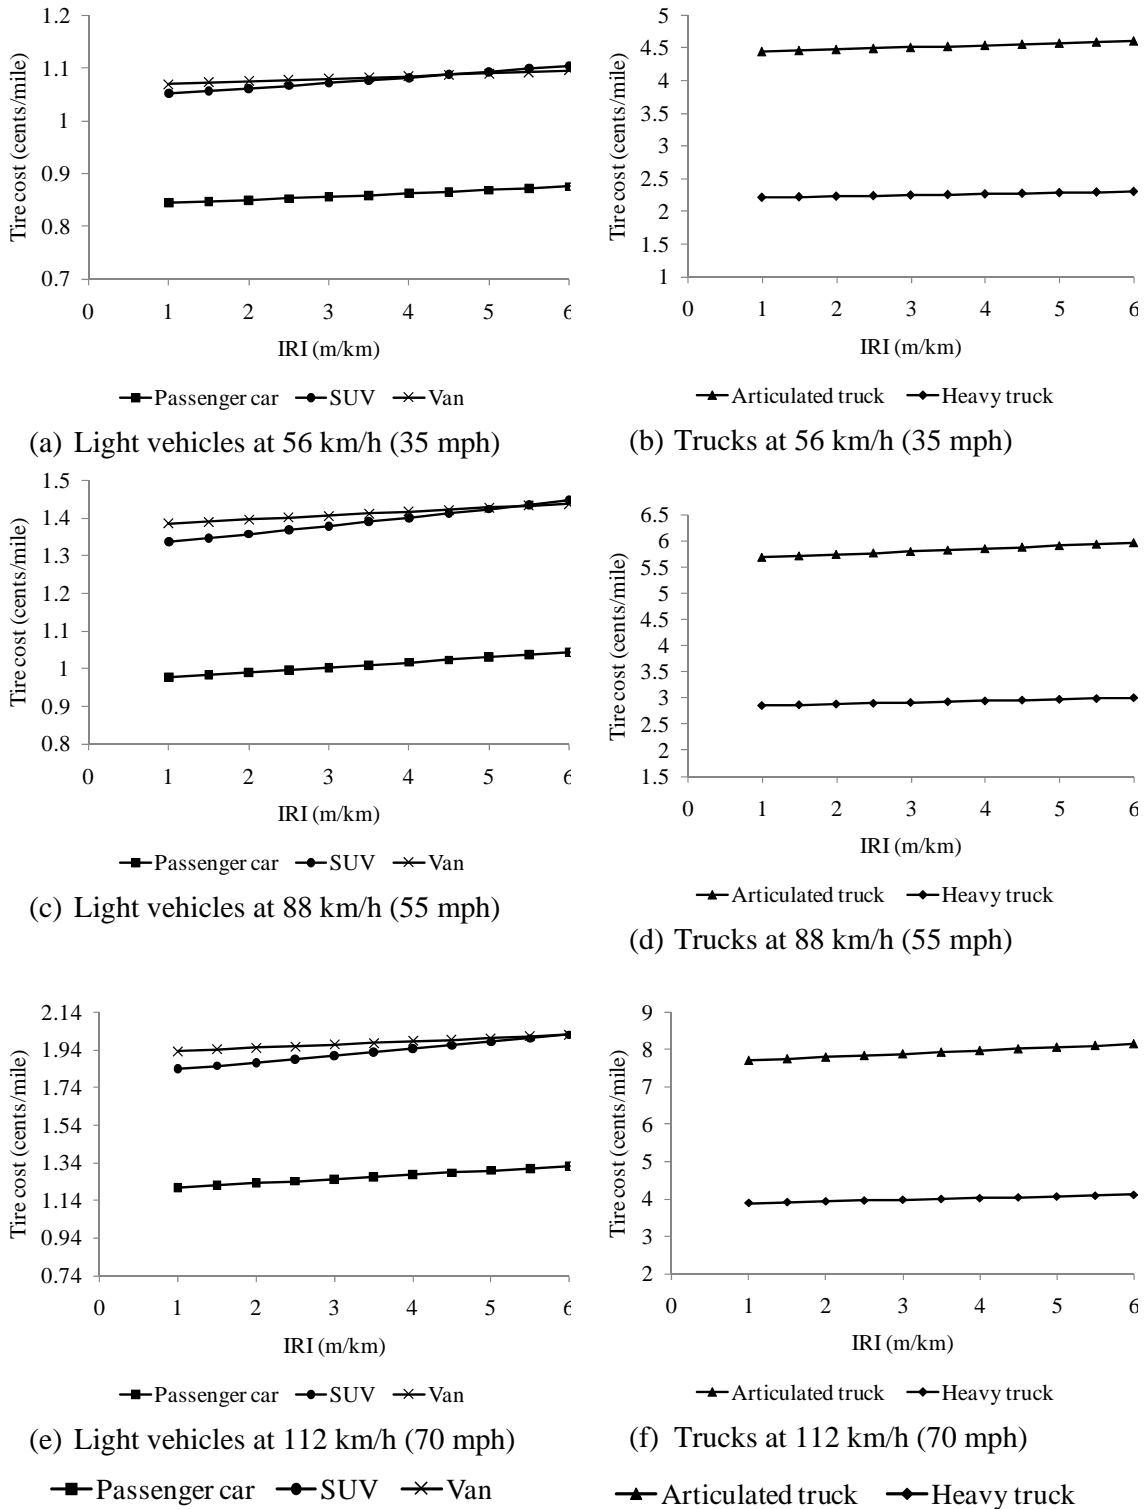 1.2
1.1
1
0.9
0.8
0.7
Tire cost (cents/mile)
0 1 2 3 4 5 6
IRI (m/km)
Passenger car SUV Van
(a) Light vehicles at 56 km/h (35 mph)
5
4.5
4
3.5
3
2.5
2
1.5
1
Tire cost (cents/mile)
0 1 2 3 4 5 6
IRI (m/km)
Articulated truck Heavy truck
(b) Trucks at 56 km/h (35 mph)
1.5
1.4
1.3
1.2
1.1
1
0.9
0.8
Tire cost (cents/mile)
0 1 2 3 4 5 6
IRI (m/km)
Passenger car SUV Van
(c) Light vehicles at 88 km/h (55 mph)
6.5
6
5.5
5
4.5
4
3.5
3
2.5
2
1.5
Tire cost (cents/mile)
0 1 2 3 4 5 6
IRI (m/km)
Articulated truck Heavy truck
(d) Trucks at 88 km/h (55 mph)
2.14
1.94
1.74
1.54
1.34
1.14
0.94
0.74
Tire cost (cents/mile)
0 1 2 3 4 5 6
IRI (m/km)
Passenger car SUV Van
(e) Light vehicles at 112 km/h (70 mph)
9
8
7
6
5
4
3
2
Tire cost (cents/mile)
0 1 2 3 4 5 6
IRI (m/km)
Articulated truck Heavy truck
(f) Trucks at 112 km/h (70 mph)
Passenger car SUV Van
Articulated truck Heavy truck